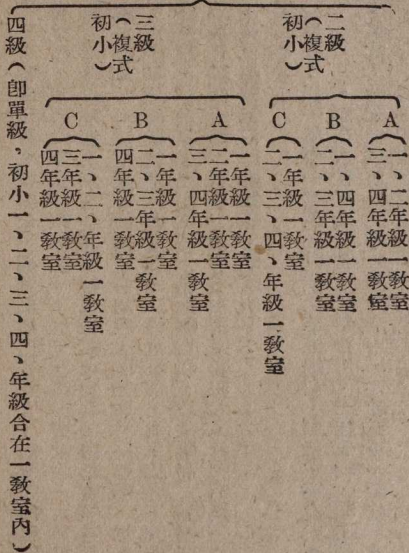 二級
（複式
初小）
A
一、二年級一教室
三、四年級一教室
B
一、四年級一教室
二、三年級一教室
C
一年級一教室
二、三、四、年級一教室
三級
（複式
初小）
A
一年級一教室
二年級一教室
三、四年級一教室
B
一年級一教室
二、三年級一教室
四年級一教室
C
一、二、年級一教室
三年級一教室
四年級一教室
四級（卽單級，初小一、二、三、四、年級合在一教室內）